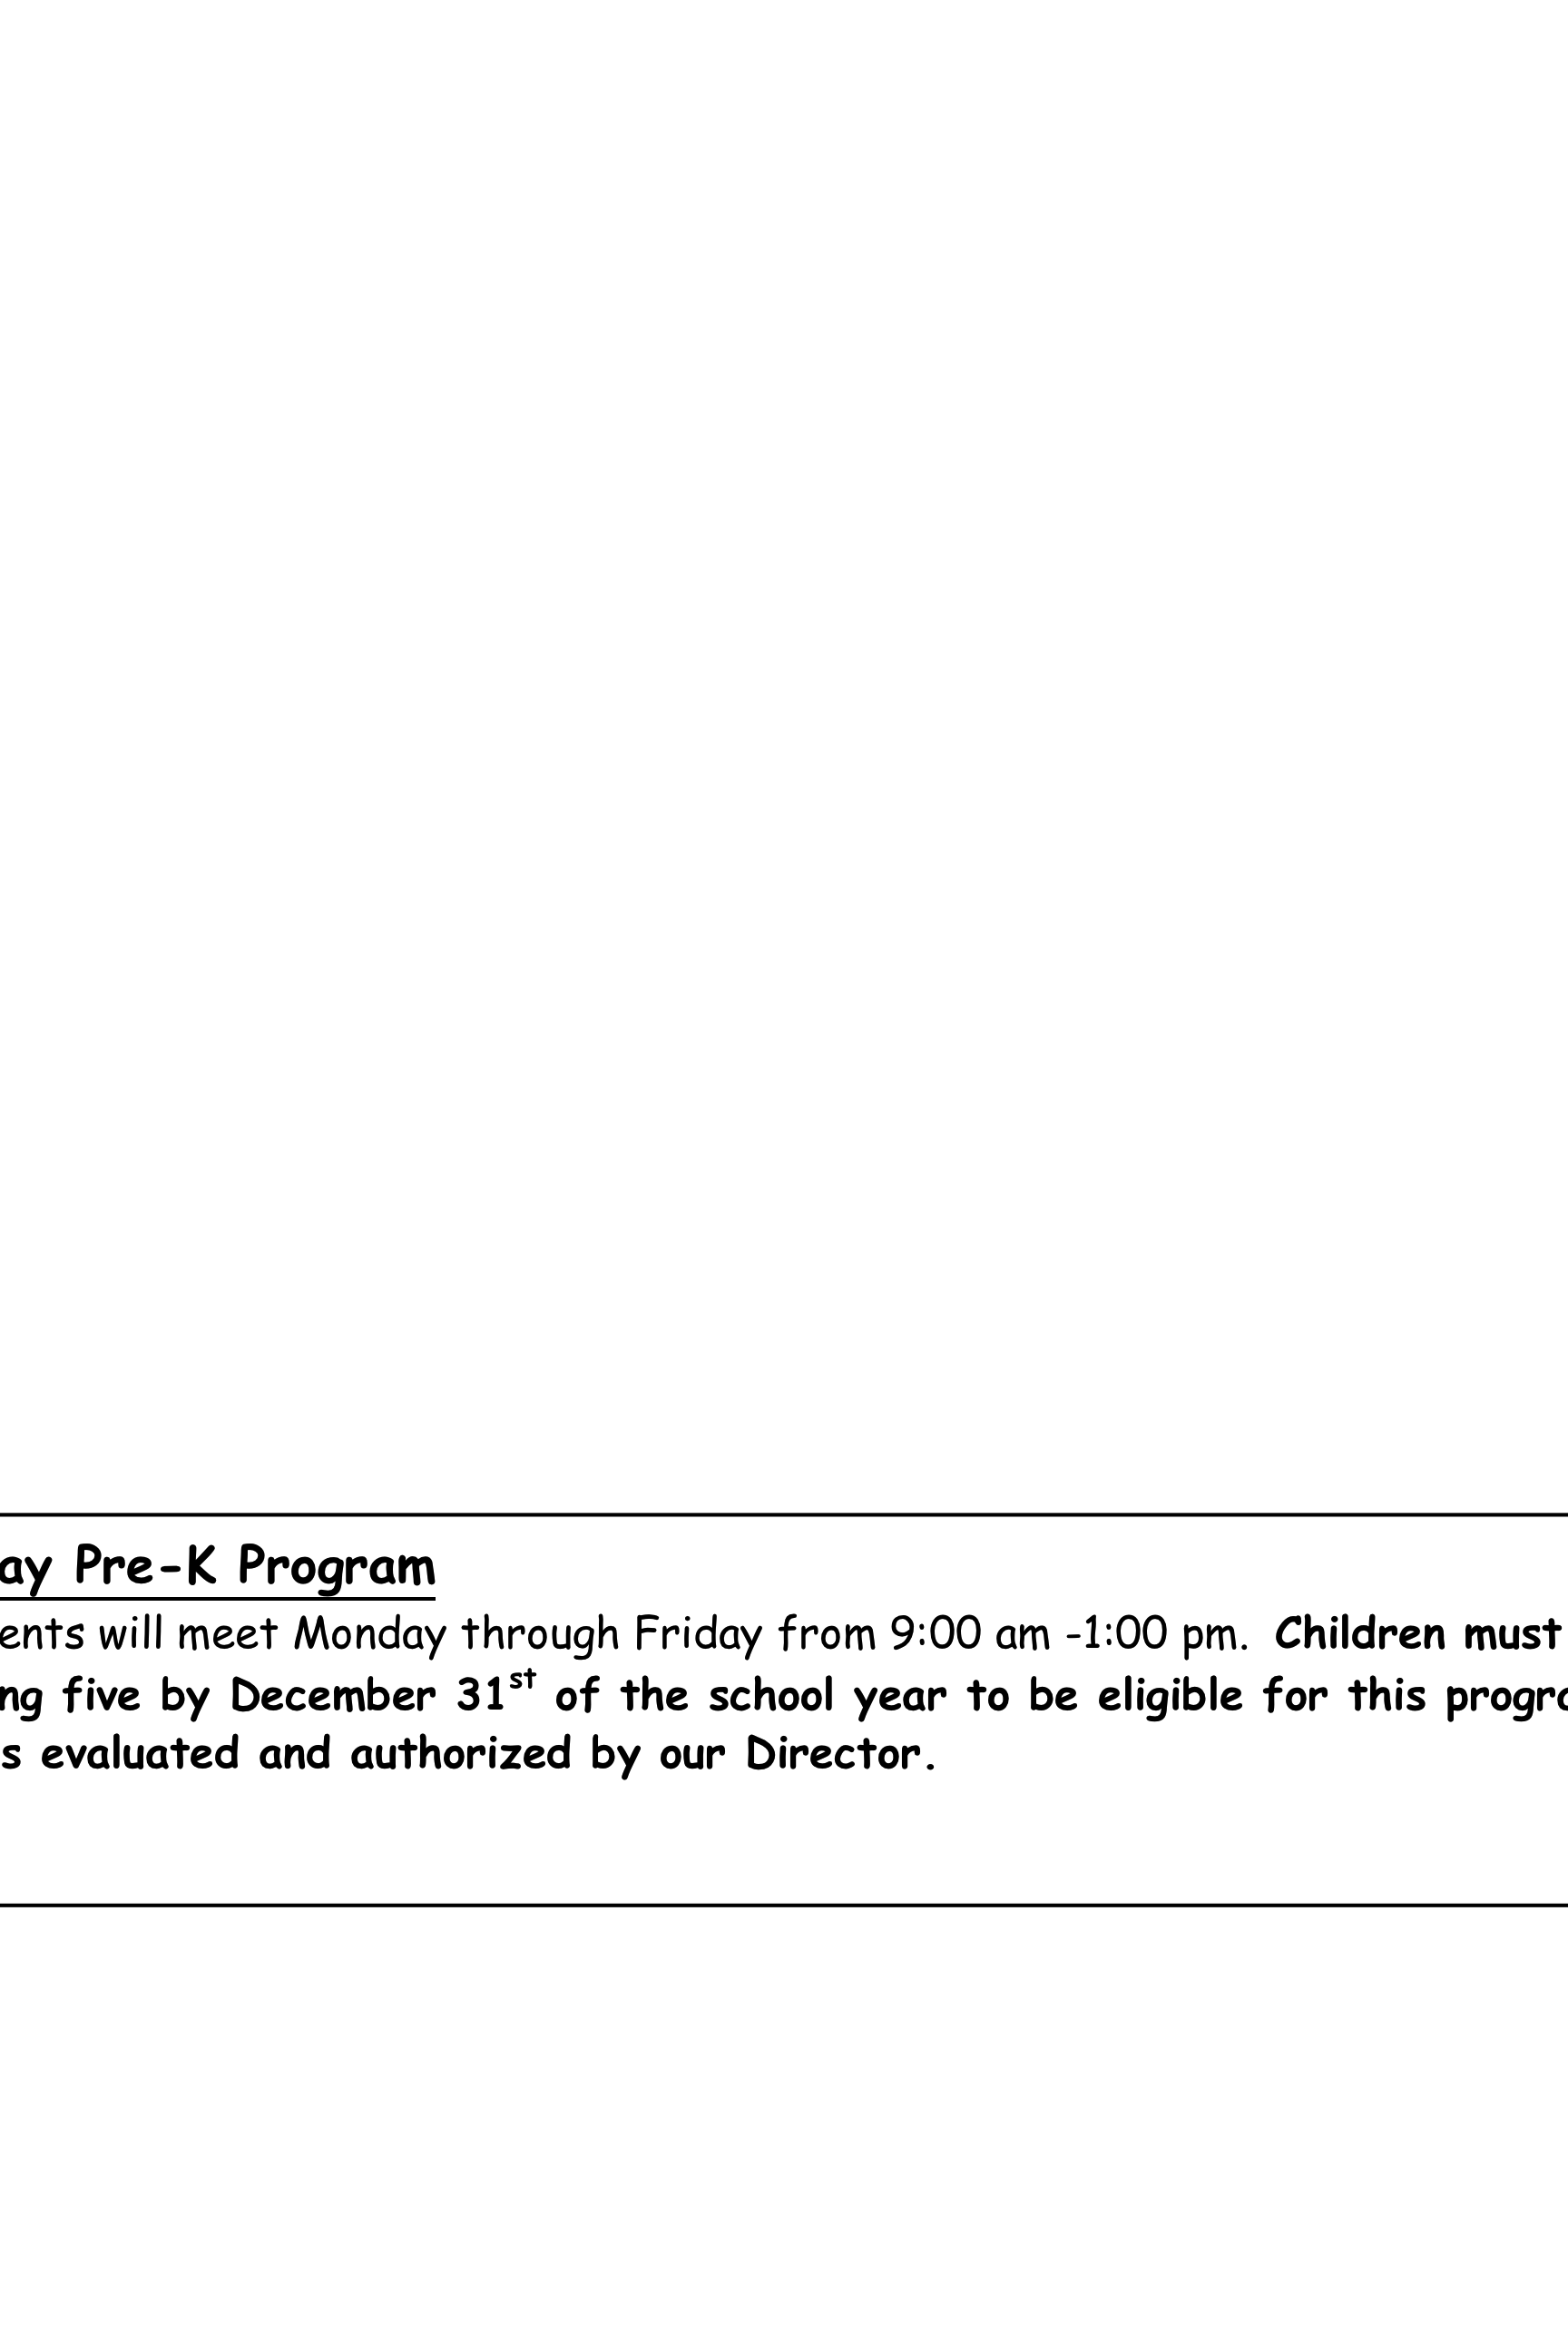 ay Pre-K Program
ents will meet Monday through Friday from 9:00 am -1:00 pm. Children must
ng five by December 31st of the school year to be eligible for this progra
s evaluated and authorized by our Director.